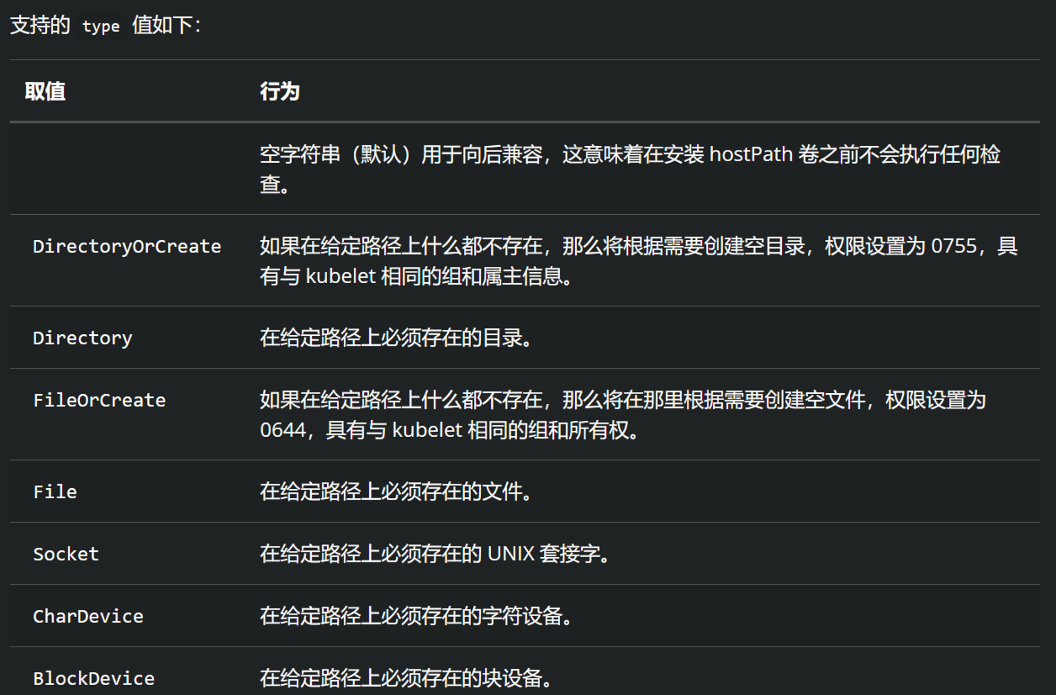 支持的 type 值如下：
取值 行为
空字符串（默认）用于向后兼容，这意味着在安装 hostPath 卷之前不会执行任何检
查。
DirectoryOrCreate 如果在给定路径上什么都不存在，那么将根据需要创建空目录，权限设置为 0755，具
有与 kubelet 相同的组和属主信息。
Directory 在给定路径上必须存在的目录。
FileOrCreate 如果在给定路径上什么都不存在，那么将在那里根据需要创建空文件，权限设置为
0644，具有与 kubelet 相同的组和所有权。
File 在给定路径上必须存在的文件。
Socket 在给定路径上必须存在的 UNIX 套接字。
CharDevice 在给定路径上必须存在的字符设备。
BlockDevice 在给定路径上必须存在的块设备。